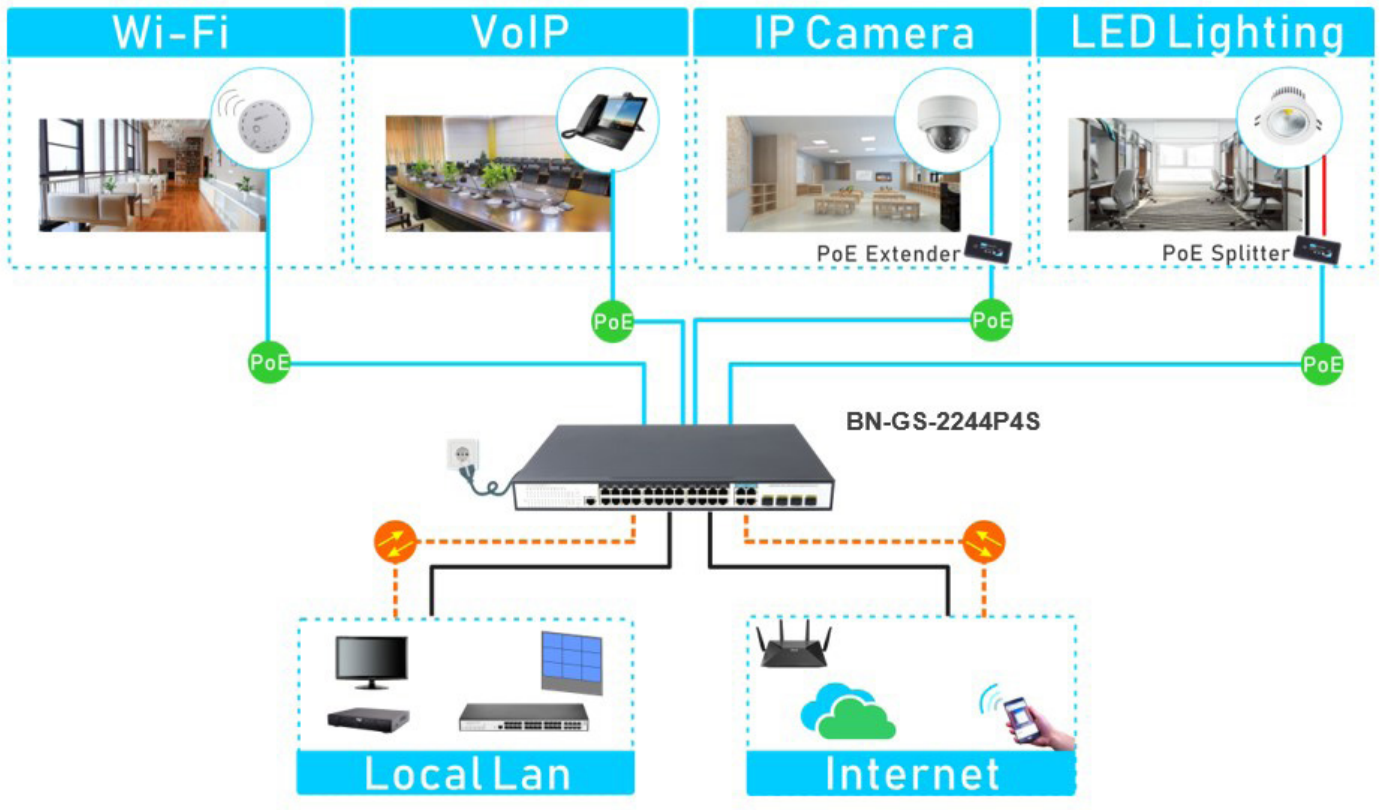 Wi-Fi
VoIP
IP Camera
LED Lighting
PoE Extender
PoE Splitter
PoE
PoE
PoE
PoE
BN-GS-2244P4S
Local Lan
Internet